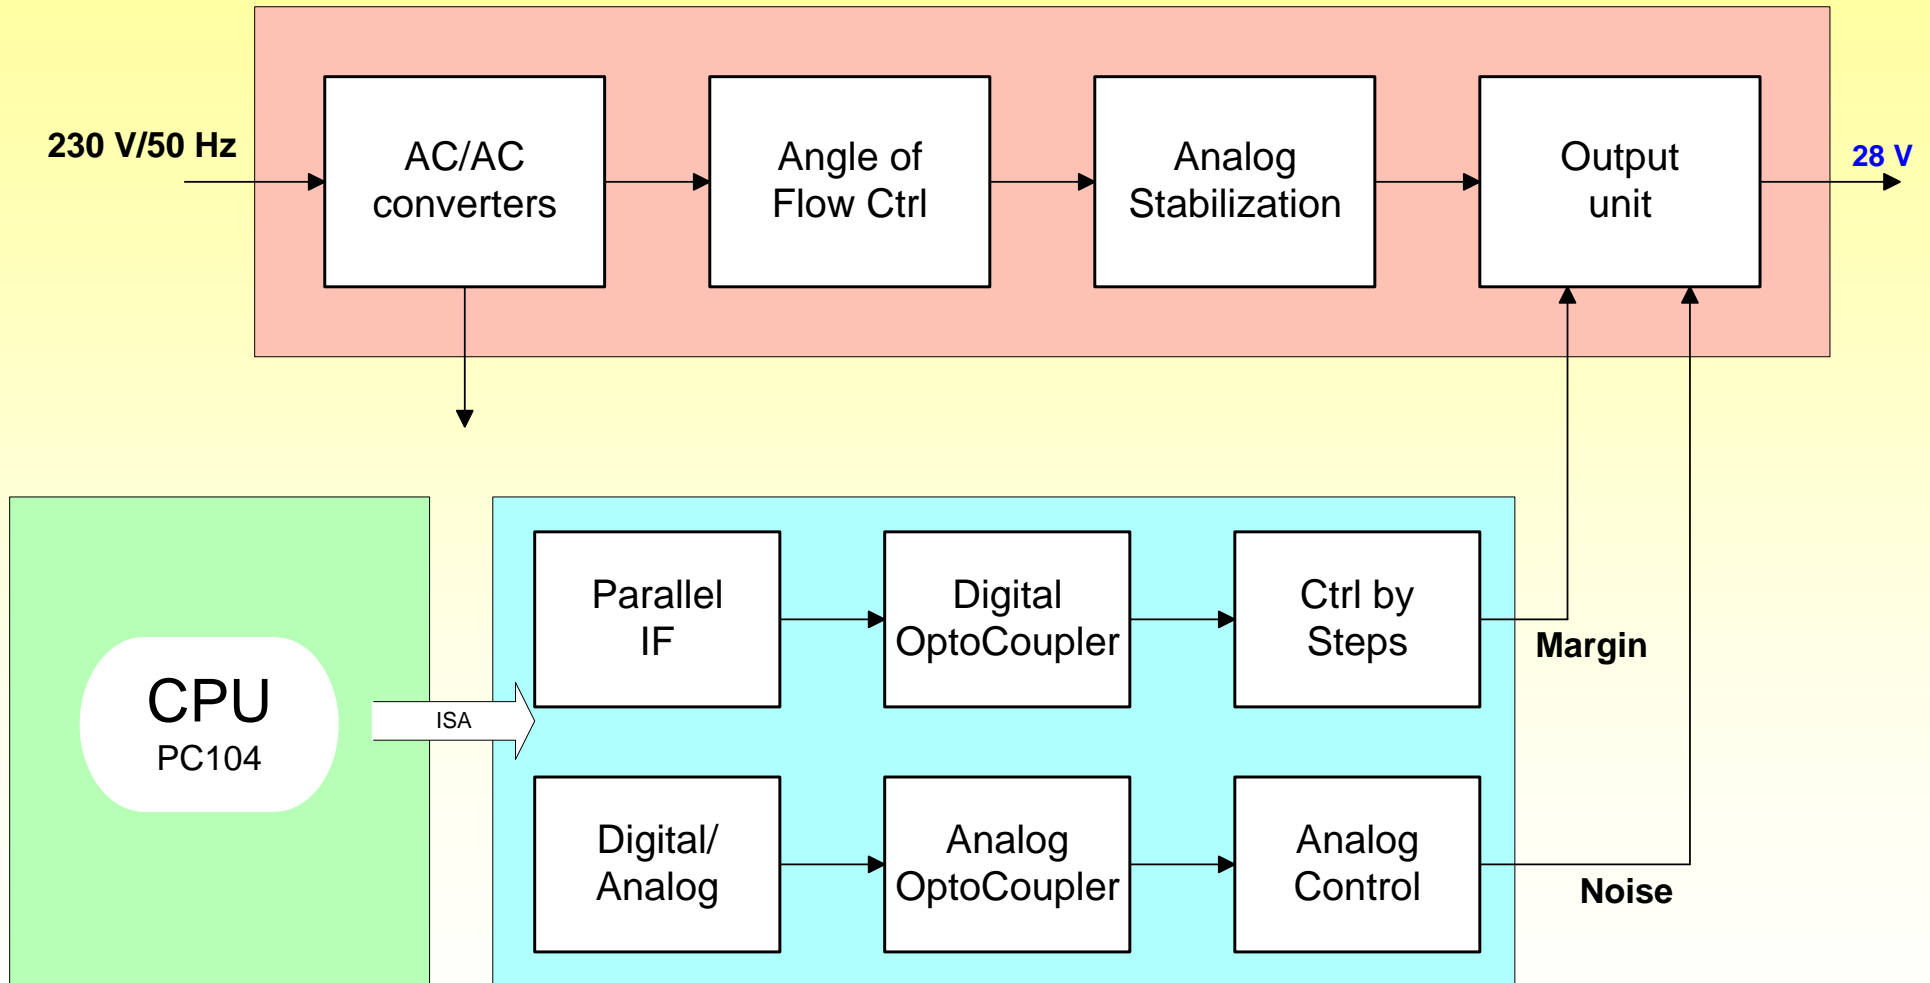 230 V/50 Hz
AC/AC
converters
Angle of
Flow Ctrl
Analog
Stabilization
Output
unit
28 V
CPU
PC104
ISA
Parallel
IF
Digital
OptoCoupler
Ctrl by
Steps
Margin
Digital/
Analog
Analog
OptoCoupler
Analog
Control
Noise